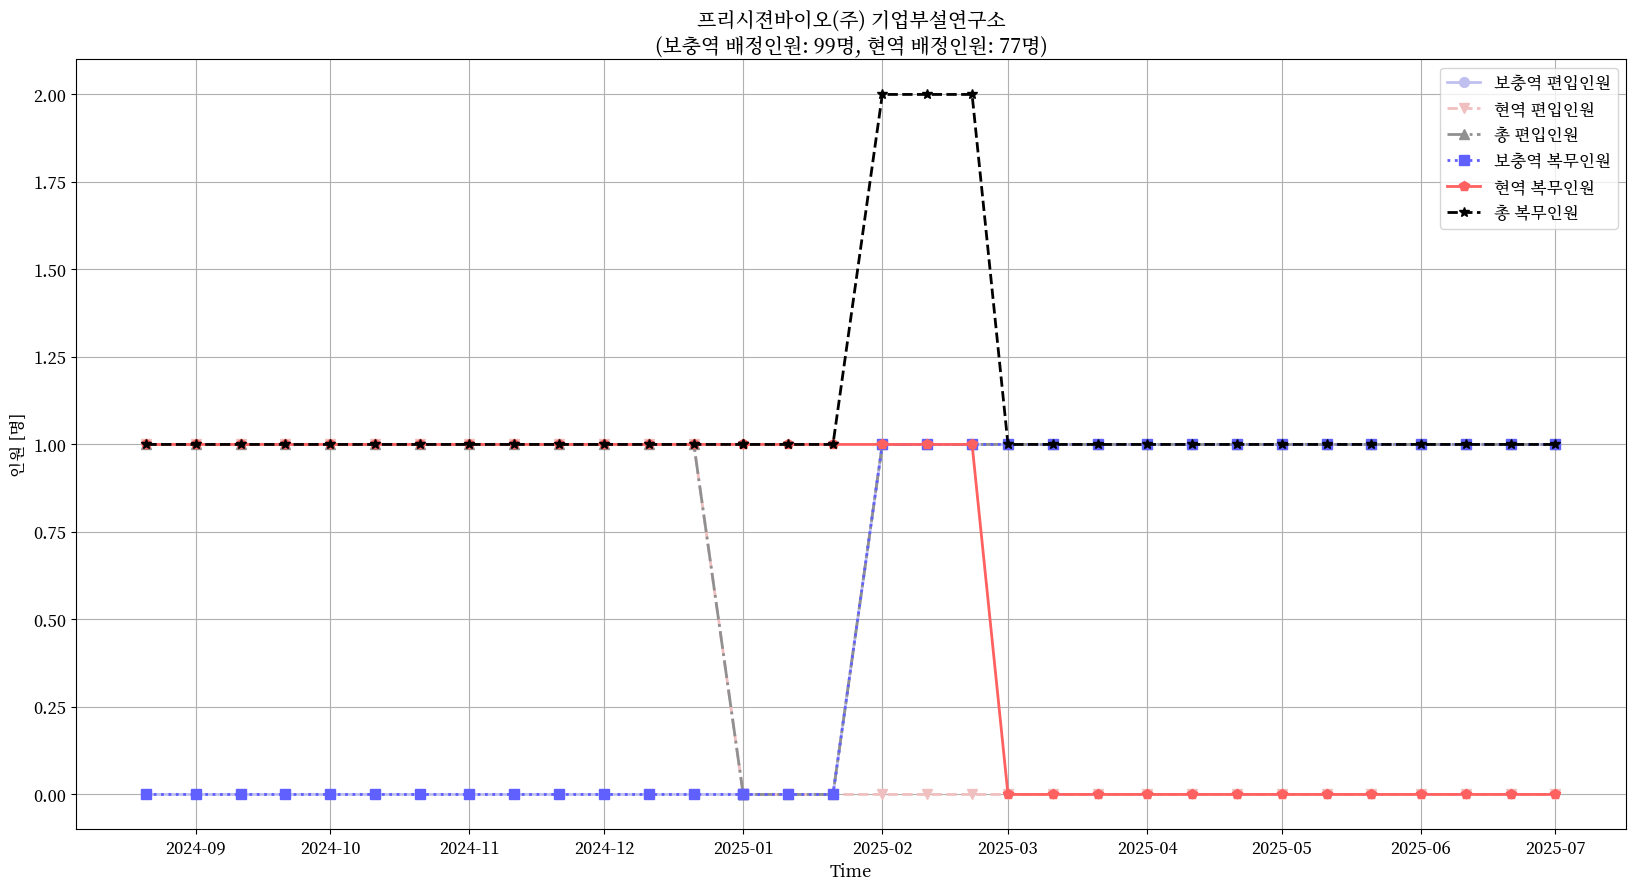 프리시젼바이오(주) 기업부설연구소
(보충역 배정인원: 99명, 현역 배정인원: 77명)
보충역 편입인원
현역 편입인원
총 편입인원
보충역 복무인원
현역 복무인원
총 복무인원
인원 [명]
2.00
1.75
1.50
1.25
1.00
0.75
0.50
0.25
0.00
2024-09 2024-10 2024-11 2024-12 2025-01 2025-02 2025-03 2025-04 2025-05 2025-06 2025-07
Time